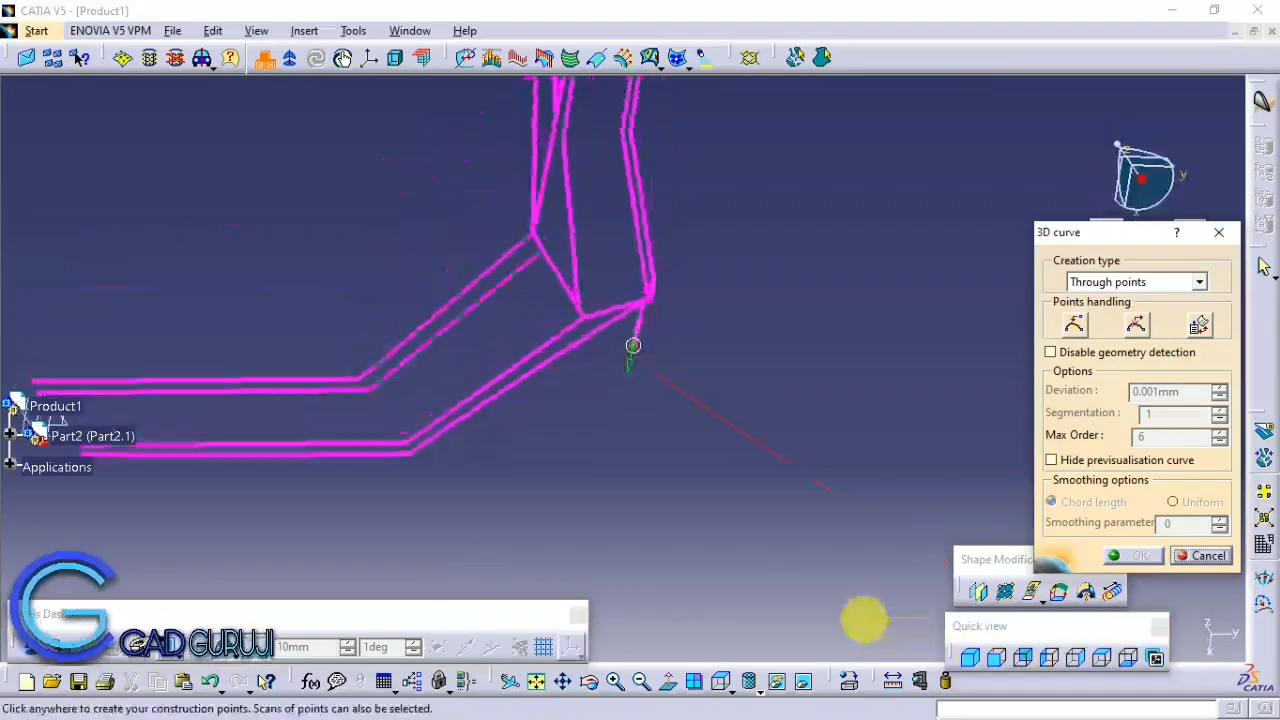 CATIA V5 - [Product1]
Start ENOVIA V5 VPM File Edit View Insert Tools Window Help
3D curve ?
Creation type
Through points
Points handling
Disable geometry detection
Options
Deviation : 0.001mm
Segmentation : 1
Max Order : 6
Hide previsualisation curve
Smoothing options
Chord length Uniform
Smoothing parameter 0
OK Cancel
y
Product1
Part2 (Part2.1)
Applications
10mm 1deg
CAD GURUJI
Quick view
z
y
x
CATIA
Click anywhere to create your construction points. Scans of points can also be selected.